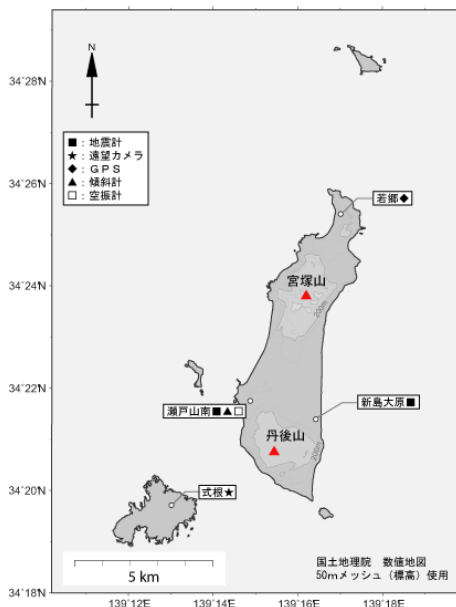 34°28'N
N
■：地震計
★：遠望カメラ
◆：ＧＰＳ
▲：傾斜計
□：空振計
34°26'N
若郷◆
34°24'N
宮塚山
200m
34°22'N
瀬戸山南■▲□
新島大原■
丹後山
200m
34°20'N
式根★
5 km
国土地理院　数値地図
50ｍメッシュ（標高）使用
34°18'N
139°12'E
139°14'E
139°16'E
139°18'E